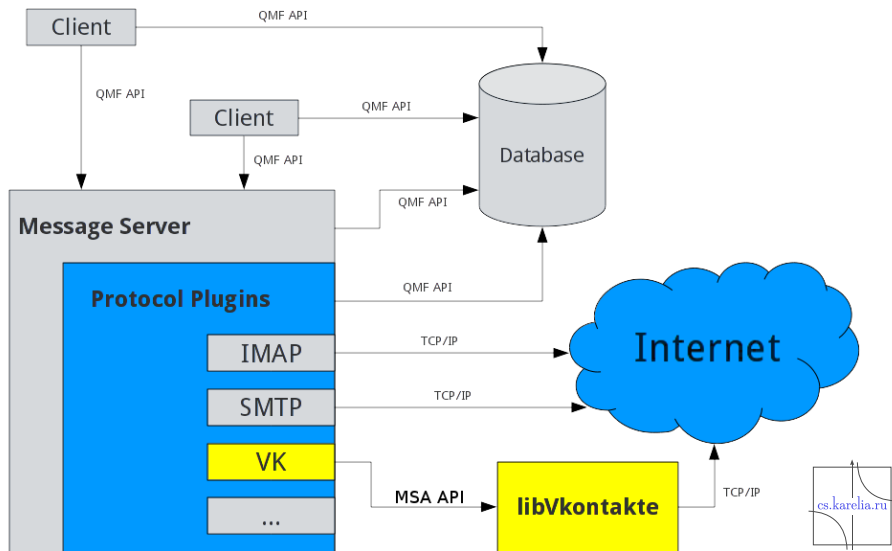 Client
QMF API
QMF API
Client
QMF API
QMF API
Database
Message Server
QMF API
Protocol Plugins
QMF API
IMAP
TCP/IP
Internet
SMTP
TCP/IP
VK
MSA API
libVkontakte
TCP/IP
...
cs.karelia.ru